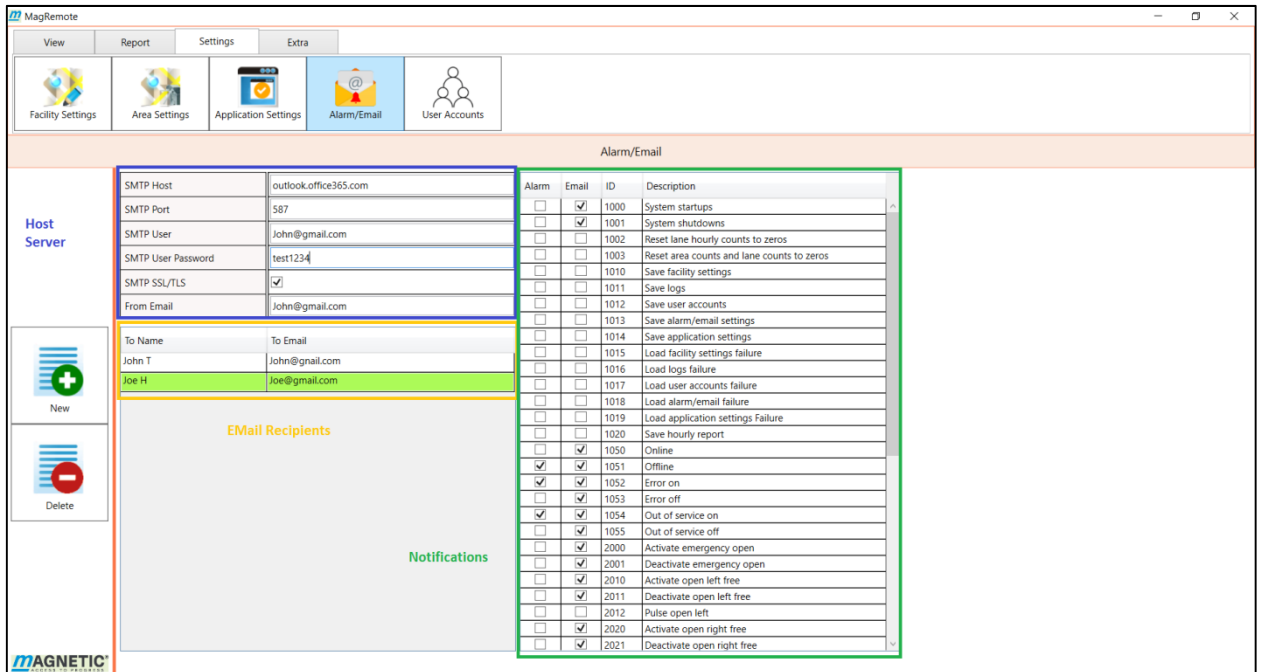 MagRemote
View Report Settings Extra
Facility Settings Area Settings Application Settings Alarm/Email User Accounts
Alarm/Email
Host
Server
SMTP Host outlook.office365.com
SMTP Port 587
SMTP User John@gmail.com
SMTP User Password test1234
SMTP SSL/TLS
From Email John@gmail.com
To Name To Email
John T John@gnail.com
Joe H Joe@gmail.com
EMail Recipients
Notifications
New
Delete
Alarm Email ID Description
1000 System startups
1001 System shutdowns
1002 Reset lane hourly counts to zeros
1003 Reset area counts and lane counts to zeros
1010 Save facility settings
1011 Save logs
1012 Save user accounts
1013 Save alarm/email settings
1014 Save application settings
1015 Load facility settings failure
1016 Load logs failure
1017 Load user accounts failure
1018 Load alarm/email failure
1019 Load application settings Failure
1020 Save hourly report
1050 Online
1051 Offline
1052 Error on
1053 Error off
1054 Out of service on
1055 Out of service off
2000 Activate emergency open
2001 Deactivate emergency open
2010 Activate open left free
2011 Deactivate open left free
2012 Pulse open left
2020 Activate open right free
2021 Deactivate open right free
MAGNETIC
ACCESS TO PROGRESS